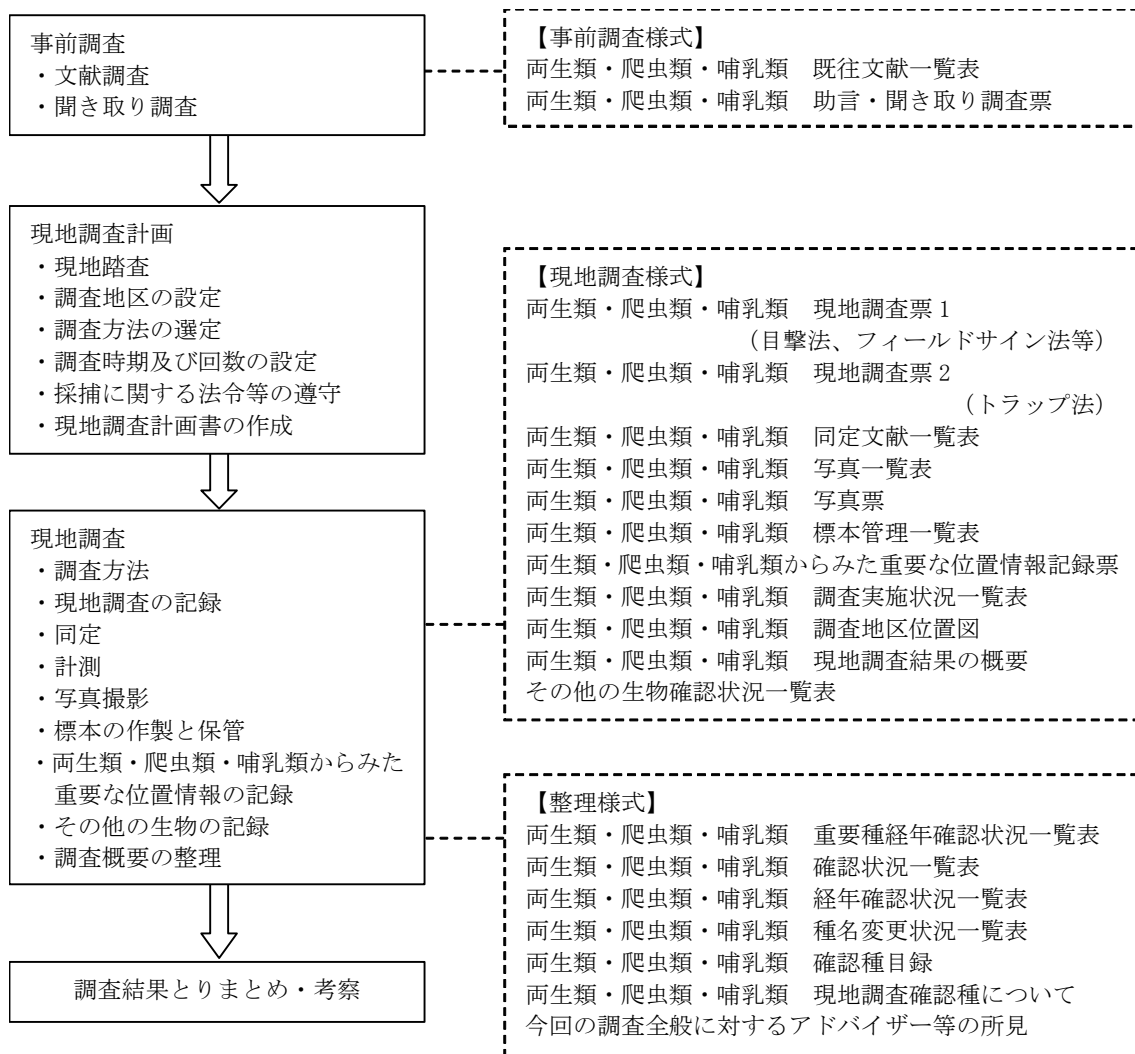 事前調査
・文献調査
・聞き取り調査
【事前調査様式】
両生類・爬虫類・哺乳類　既往文献一覧表
両生類・爬虫類・哺乳類　助言・聞き取り調査票
現地調査計画
・現地踏査
・調査地区の設定
・調査方法の選定
・調査時期及び回数の設定
・採捕に関する法令等の遵守
・現地調査計画書の作成
【現地調査様式】
両生類・爬虫類・哺乳類　現地調査票 1
（目撃法、フィールドサイン法等）
両生類・爬虫類・哺乳類　現地調査票 2
（トラップ法）
両生類・爬虫類・哺乳類　同定文献一覧表
両生類・爬虫類・哺乳類　写真一覧表
両生類・爬虫類・哺乳類　写真票
両生類・爬虫類・哺乳類　標本管理一覧表
両生類・爬虫類・哺乳類からみた重要な位置情報記録票
両生類・爬虫類・哺乳類　調査実施状況一覧表
両生類・爬虫類・哺乳類　調査地区位置図
両生類・爬虫類・哺乳類　現地調査結果の概要
その他の生物確認状況一覧表
現地調査
・調査方法
・現地調査の記録
・同定
・計測
・写真撮影
・標本の作製と保管
・両生類・爬虫類・哺乳類からみた
重要な位置情報の記録
・その他の生物の記録
・調査概要の整理
【整理様式】
両生類・爬虫類・哺乳類　重要種経年確認状況一覧表
両生類・爬虫類・哺乳類　確認状況一覧表
両生類・爬虫類・哺乳類　経年確認状況一覧表
両生類・爬虫類・哺乳類　種名変更状況一覧表
両生類・爬虫類・哺乳類　確認種目録
両生類・爬虫類・哺乳類　現地調査確認種について
今回の調査全般に対するアドバイザー等の所見
調査結果とりまとめ・考察